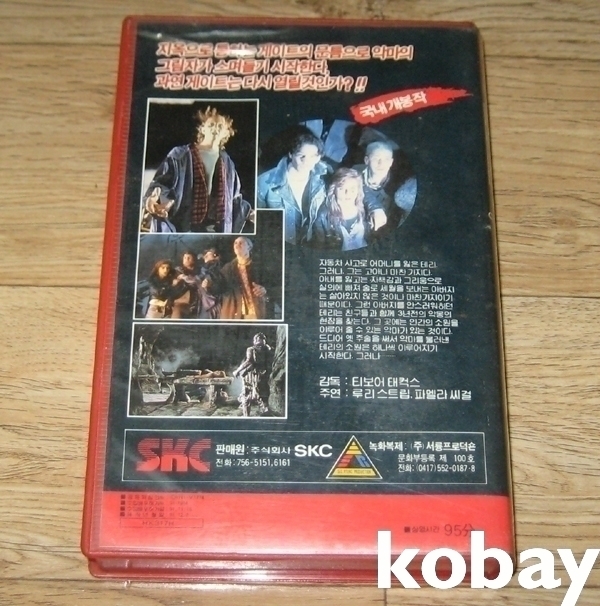 지옥으로 통하는 게이트의 문틈으로 악마의
그림자가 스며들기 시작한다.
과연 게이트는 다시 열릴것인가? !!
국내개봉작
자동차 사고로 어머니를 잃은 테리
그러나, 그는 고아나 마찬가지다.
아내를 잃고는 자책감과 그리움으로
실의에 빠져 술로 세월을 보내는 아버지
는 살아있지 않은 것이나 마찬가지이기
때문이다. 그런 아버지를 안스러워하던
테리는 친구들과 함께 3년전의 악몽의
현장을 찾는다. 그 곳에는 인간의 소원을
이루어 줄 수 있는 악마가 있는 것이다.
드디어 옛 주술을 써서 악마를 불러낸
테리의 소원은 하나씩 이루어지기
시작한다. 그러나
감독 : 티보어 태컥스
주연 : 루리 스트립, 피멜라 씨걸
SKC
판매원 : 주식회사 SKC
전화 : 756-5151,6161
녹화복제 : (주) 서륭프로덕숀
문화부등록 제 100호
전화 : (0417) 552-0187-8
95分
kobay